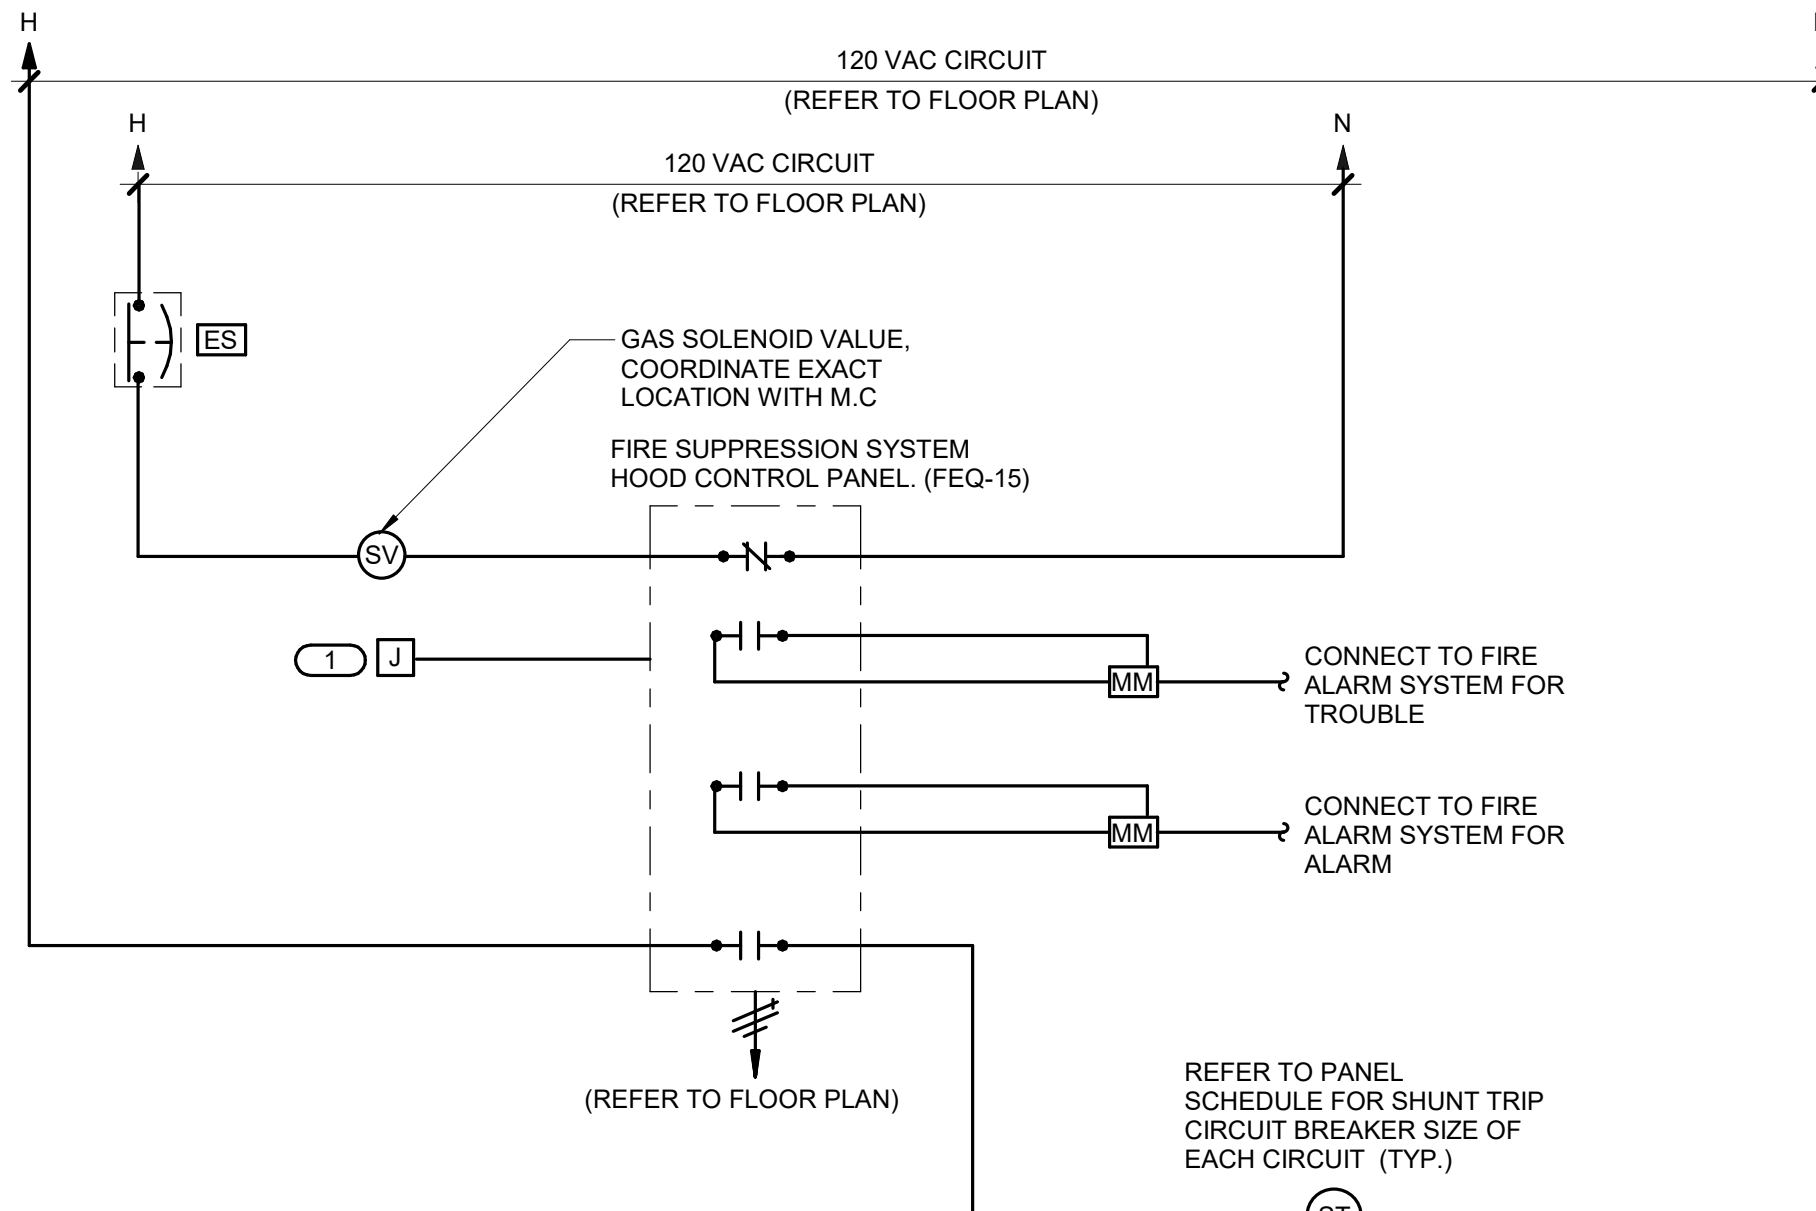 H
120 VAC CIRCUIT
(REFER TO FLOOR PLAN)
H
N
120 VAC CIRCUIT
(REFER TO FLOOR PLAN)
ES
GAS SOLENOID VALUE,
COORDINATE EXACT
LOCATION WITH M.C
FIRE SUPPRESSION SYSTEM
HOOD CONTROL PANEL. (FEQ-15)
SV
1
J
MM
CONNECT TO FIRE
ALARM SYSTEM FOR
TROUBLE
MM
CONNECT TO FIRE
ALARM SYSTEM FOR
ALARM
(REFER TO FLOOR PLAN)
REFER TO PANEL
SCHEDULE FOR SHUNT TRIP
CIRCUIT BREAKER SIZE OF
EACH CIRCUIT (TYP.)